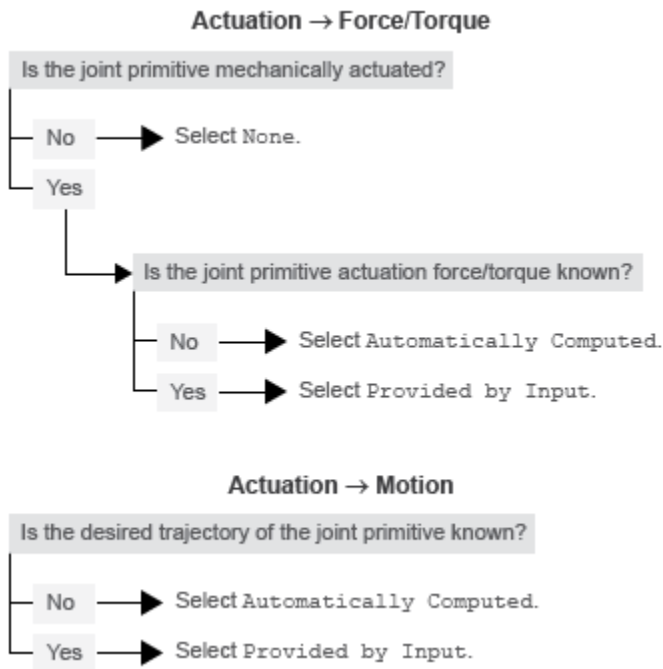 Actuation → Force/Torque
Is the joint primitive mechanically actuated?
No Select None.
Yes
Is the joint primitive actuation force/torque known?
No Select Automatically Computed.
Yes Select Provided by Input.
Actuation → Motion
Is the desired trajectory of the joint primitive known?
No Select Automatically Computed.
Yes Select Provided by Input.